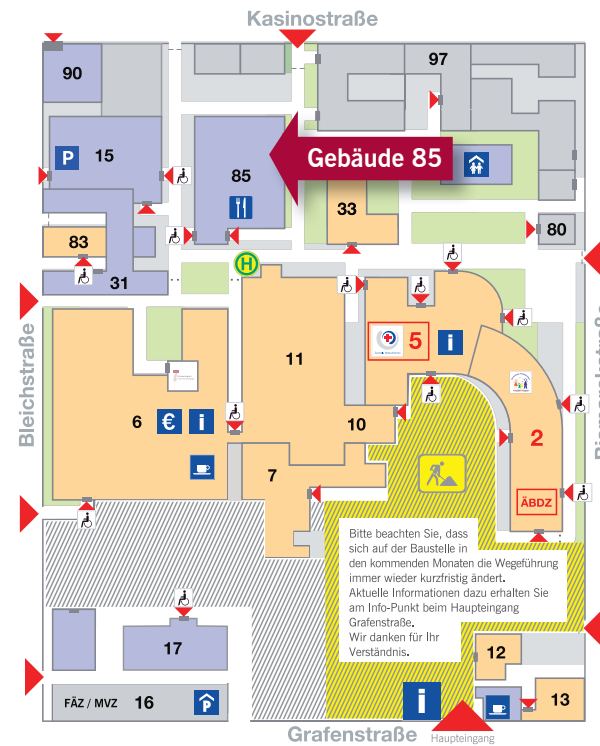 Kasinostraße
90
97
P
15
85
Gebäude 85
33
80
83
H
31
11
5
i
Bleichstraße
6
€
i
10
2
7
ÄBDZ
Bitte beachten Sie, dass
sich auf der Baustelle in
den kommenden Monaten die Wegeführung
immer wieder kurzfristig ändert.
Aktuelle Informationen dazu erhalten Sie
am Info-Punkt beim Haupteingang
Grafenstraße.
Wir danken für Ihr
Verständnis.
17
12
FÄZ / MVZ
16
P
i
13
Grafenstraße
Haupteingang